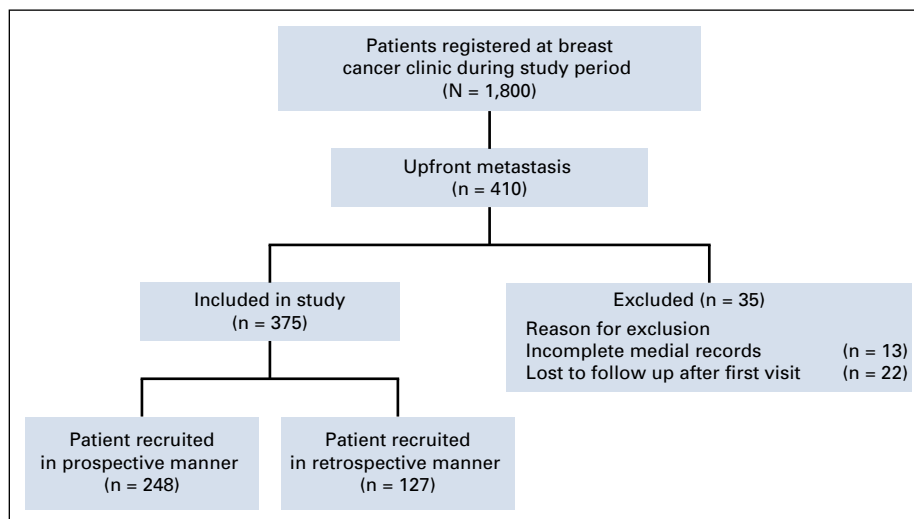 Patients registered at breast
cancer clinic during study period
(N = 1,800)
Upfront metastasis
(n = 410)
Included in study
(n = 375)
Excluded (n = 35)
Reason for exclusion
Incomplete medial records (n = 13)
Lost to follow up after first visit (n = 22)
Patient recruited
in prospective manner
(n = 248)
Patient recruited
in retrospective manner
(n = 127)